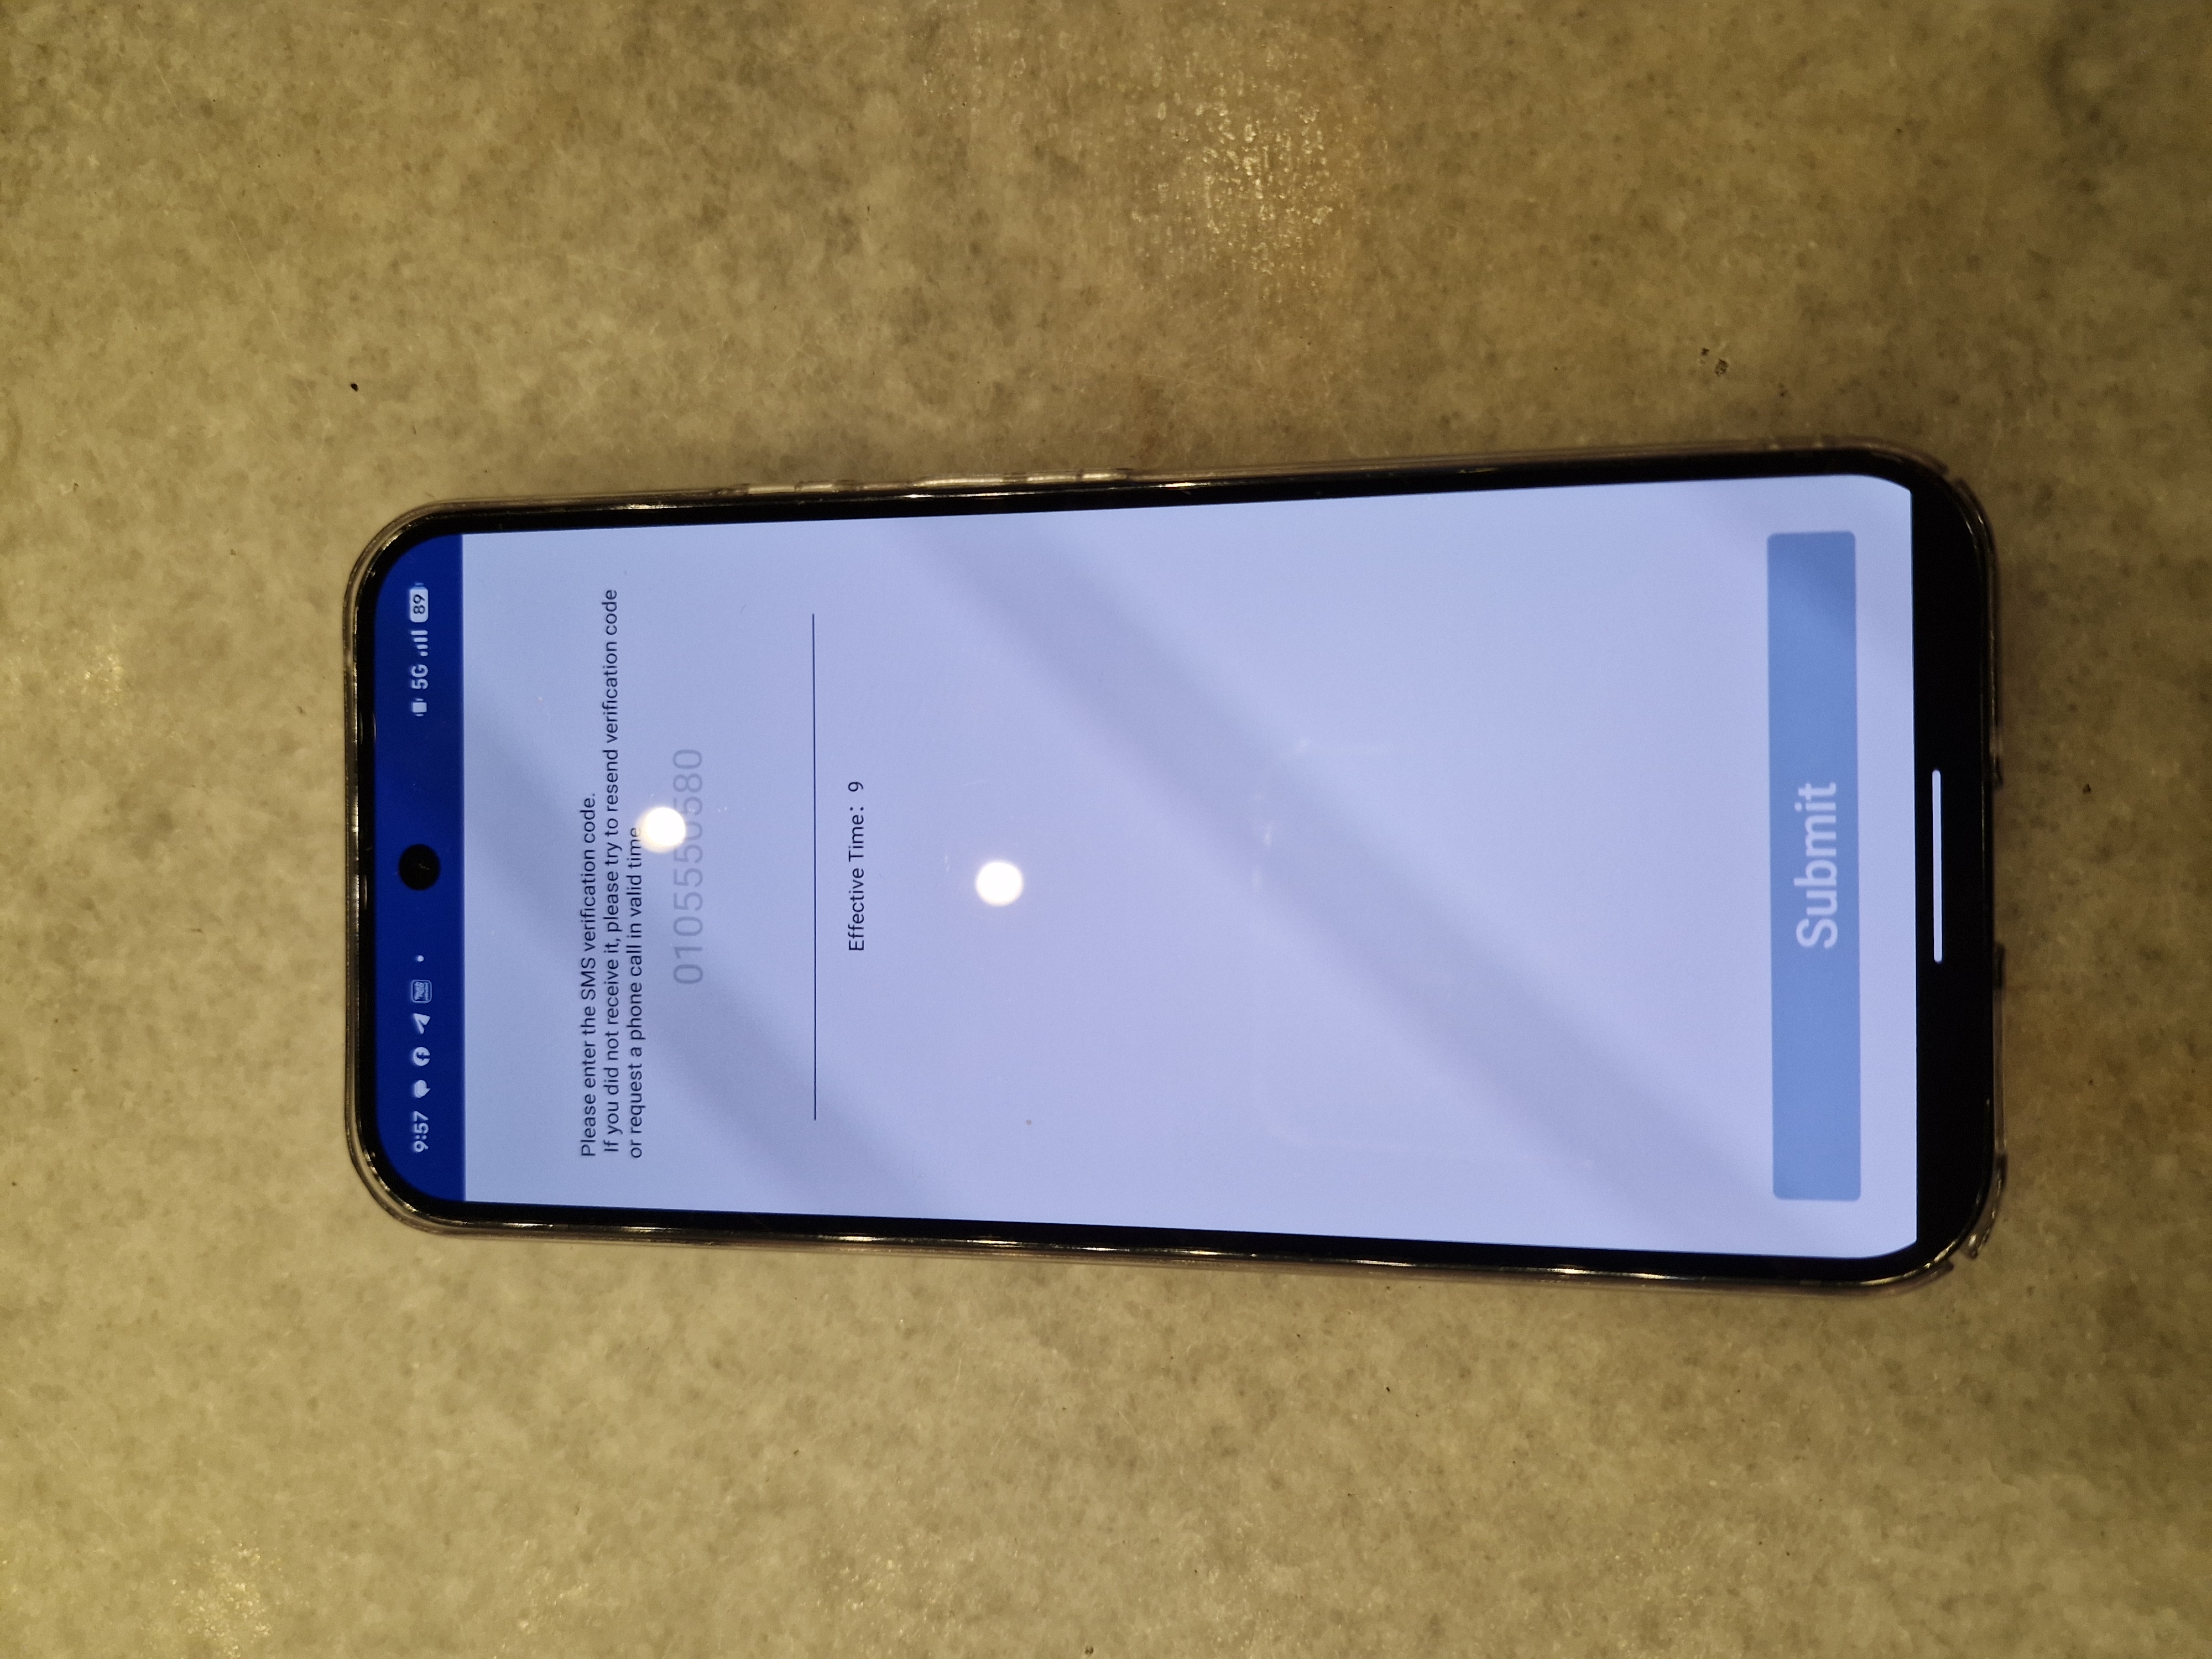 9:57
5G
89
Please enter the SMS verification code.
If you did not receive it, please try to resend verification code
or request a phone call in valid time
Effective Time: 9
Submit